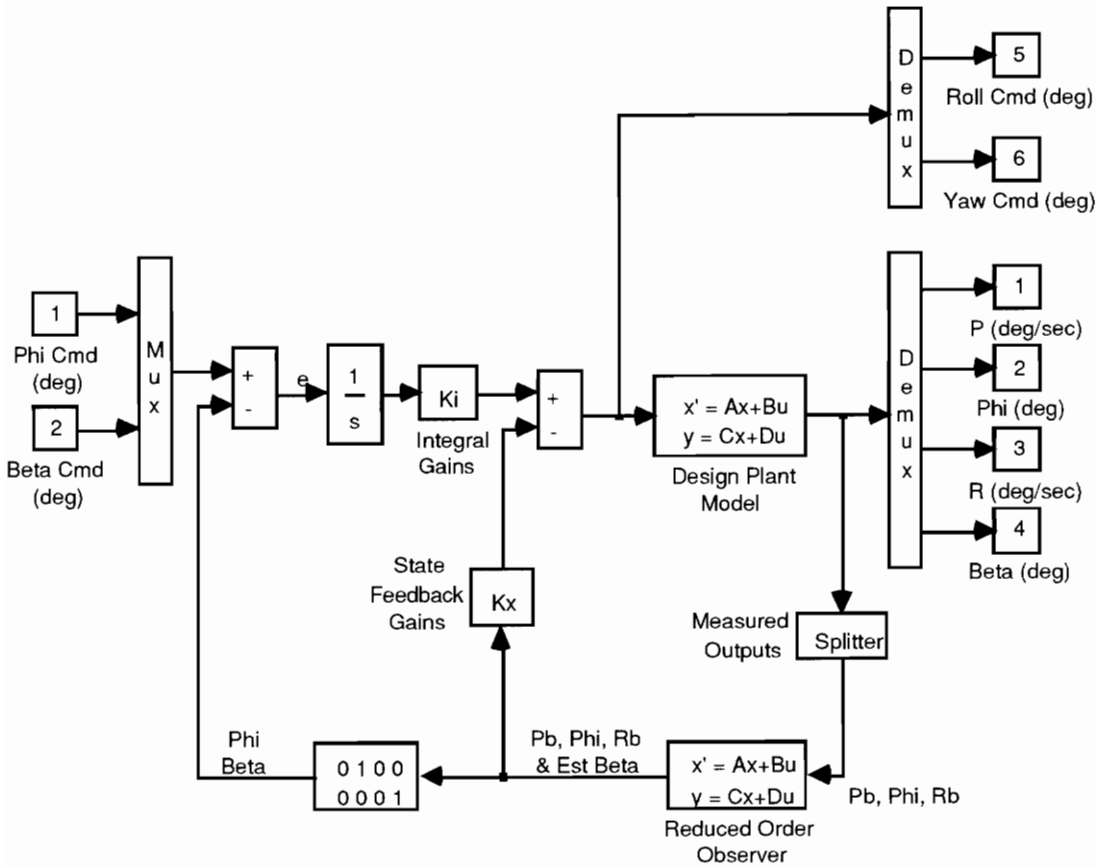 D
e
m
u
x
5
Roll Cmd (deg)
6
Yaw Cmd (deg)
1
Phi Cmd
(deg)
2
Beta Cmd
(deg)
M
u
x
+
-
e
1
s
Ki
Integral
Gains
+
-
x' = Ax+Bu
y = Cx+Du
Design Plant
Model
D
e
m
u
x
1
P (deg/sec)
2
Phi (deg)
3
R (deg/sec)
4
Beta (deg)
State
Feedback
Gains
Kx
Measured
Outputs
Splitter
Phi
Beta
0 1 0 0
0 0 0 1
Pb, Phi, Rb
& Est Beta
x' = Ax+Bu
y = Cx+Du
Reduced Order
Observer
Pb, Phi, Rb